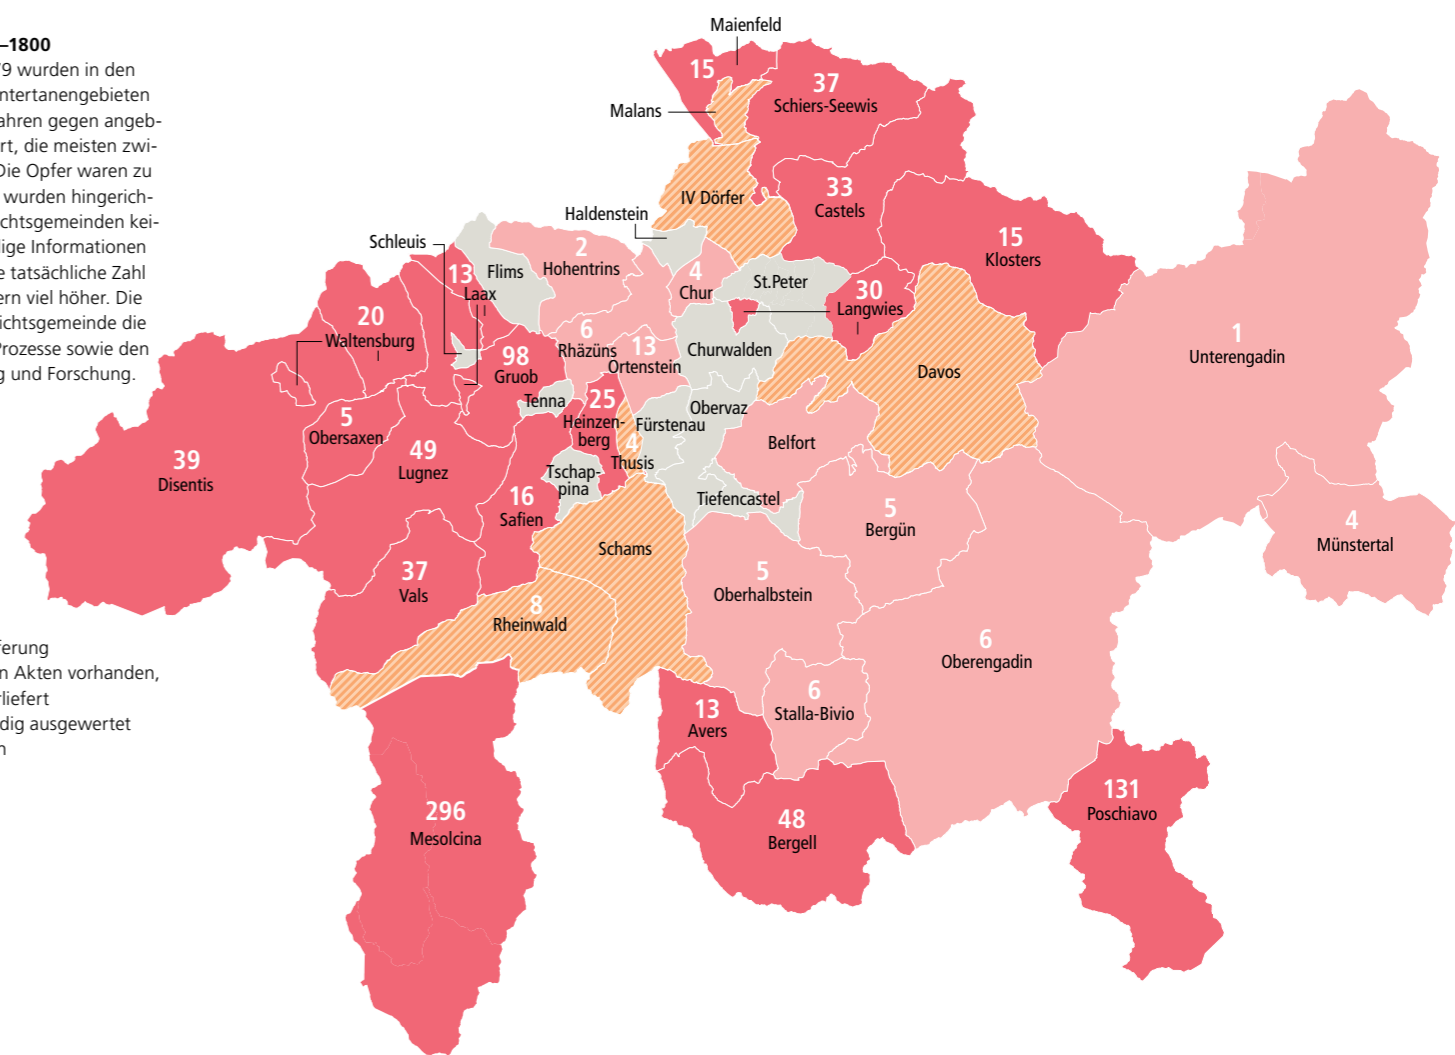 –1800
79 wurden in den
ntertanengebieten
ahren gegen angeb-
rt, die meisten zwi-
Die Opfer waren zu
wurden hingerich-
chtsgemeinden kei-
dige Informationen
e tatsächliche Zahl
ern viel höher. Die
ichtsgemeinde die
Prozesse sowie den
g und Forschung.
ferung
n Akten vorhanden,
rliefert
dig ausgewertet
n
Maienfeld
15
37
Schiers-Seewis
Malans
IV Dörfer
33
Castels
Haldenstein
15
Klosters
Schleuis
13
Laax
Flims
2
Hohentrins
4
Chur
St.Peter
30
Langwies
20
Waltensburg
6
Rhäzüns
13
Ortenstein
Churwalden
1
Unterengadin
98
Gruob
Davos
Tenna
25
Heinzen-
berg
Obervaz
Fürstenau
5
Obersaxen
4
Thusis
Belfort
39
Disentis
49
Lugnez
Tschap-
pina
Tiefencastel
16
Safien
5
Bergün
4
Münstertal
Schams
37
Vals
5
Oberhalbstein
8
Rheinwald
6
Oberengadin
6
Stalla-Bivio
13
Avers
296
Mesolcina
48
Bergell
131
Poschiavo